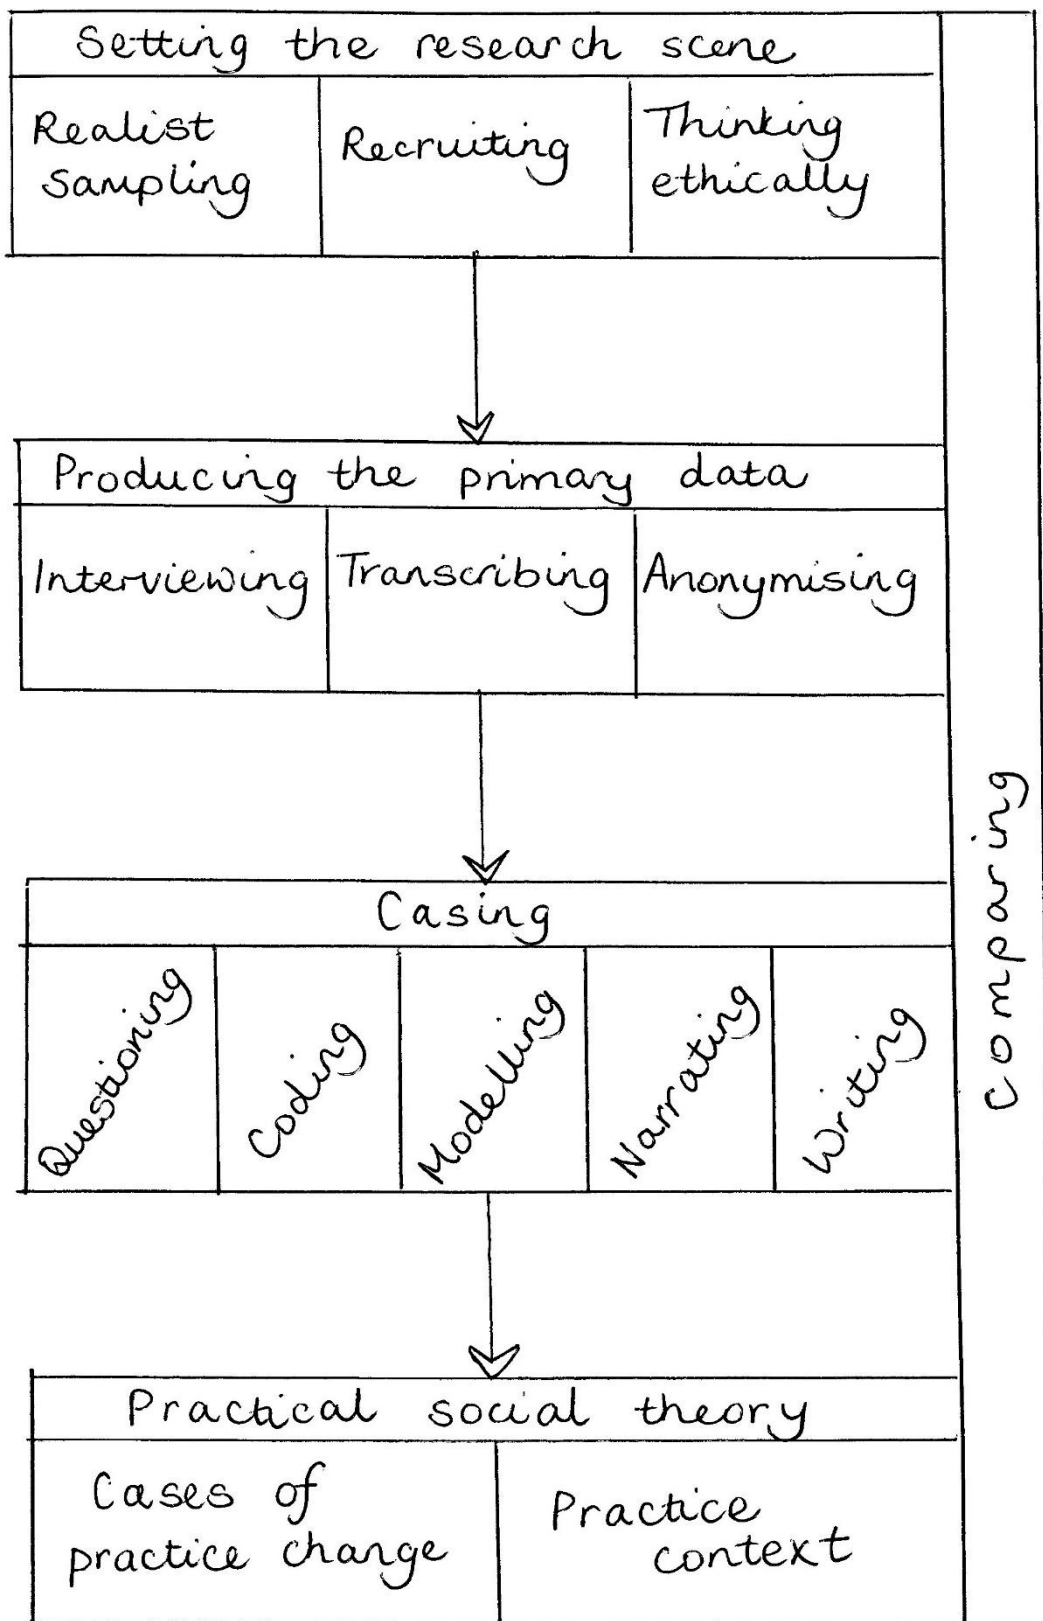 Setting the research scene
Realist
sampling
Recruiting
Thinking
ethically
Producing the primary data
Interviewing
Transcribing
Anonymising
Casing
Questioning
Coding
Modelling
Narrating
Writing
Practical social theory
Cases of
practice change
Practice
context
comparing